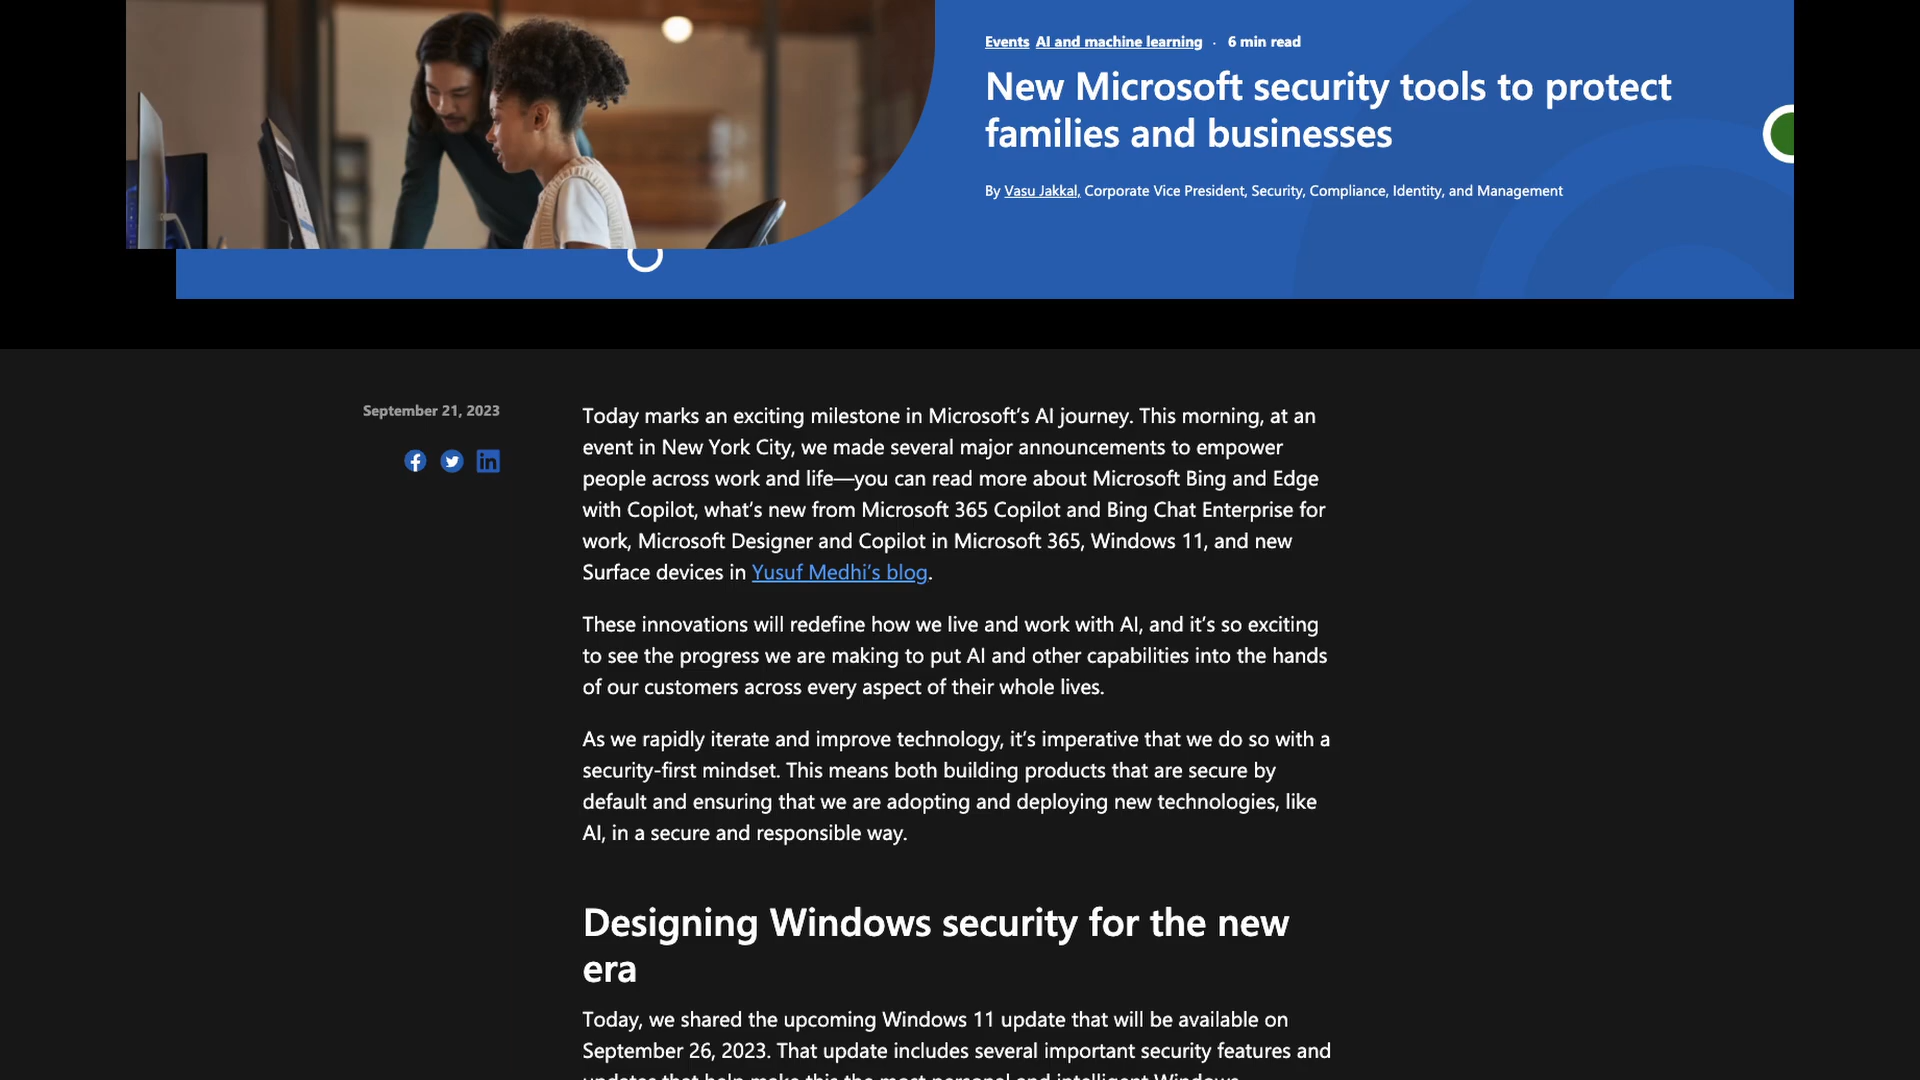 Events AI and machine learning · 6 min read
New Microsoft security tools to protect
families and businesses
By Vasu Jakkal, Corporate Vice President, Security, Compliance, Identity, and Management
September 21, 2023
Today marks an exciting milestone in Microsoft’s AI journey. This morning, at an
event in New York City, we made several major announcements to empower
people across work and life—you can read more about Microsoft Bing and Edge
with Copilot, what’s new from Microsoft 365 Copilot and Bing Chat Enterprise for
work, Microsoft Designer and Copilot in Microsoft 365, Windows 11, and new
Surface devices in Yusuf Medhi’s blog.
These innovations will redefine how we live and work with AI, and it’s so exciting
to see the progress we are making to put AI and other capabilities into the hands
of our customers across every aspect of their whole lives.
As we rapidly iterate and improve technology, it’s imperative that we do so with a
security-first mindset. This means both building products that are secure by
default and ensuring that we are adopting and deploying new technologies, like
AI, in a secure and responsible way.
Designing Windows security for the new
era
Today, we shared the upcoming Windows 11 update that will be available on
September 26, 2023. That update includes several important security features and
updates that help make this the most personal and intelligent Windows